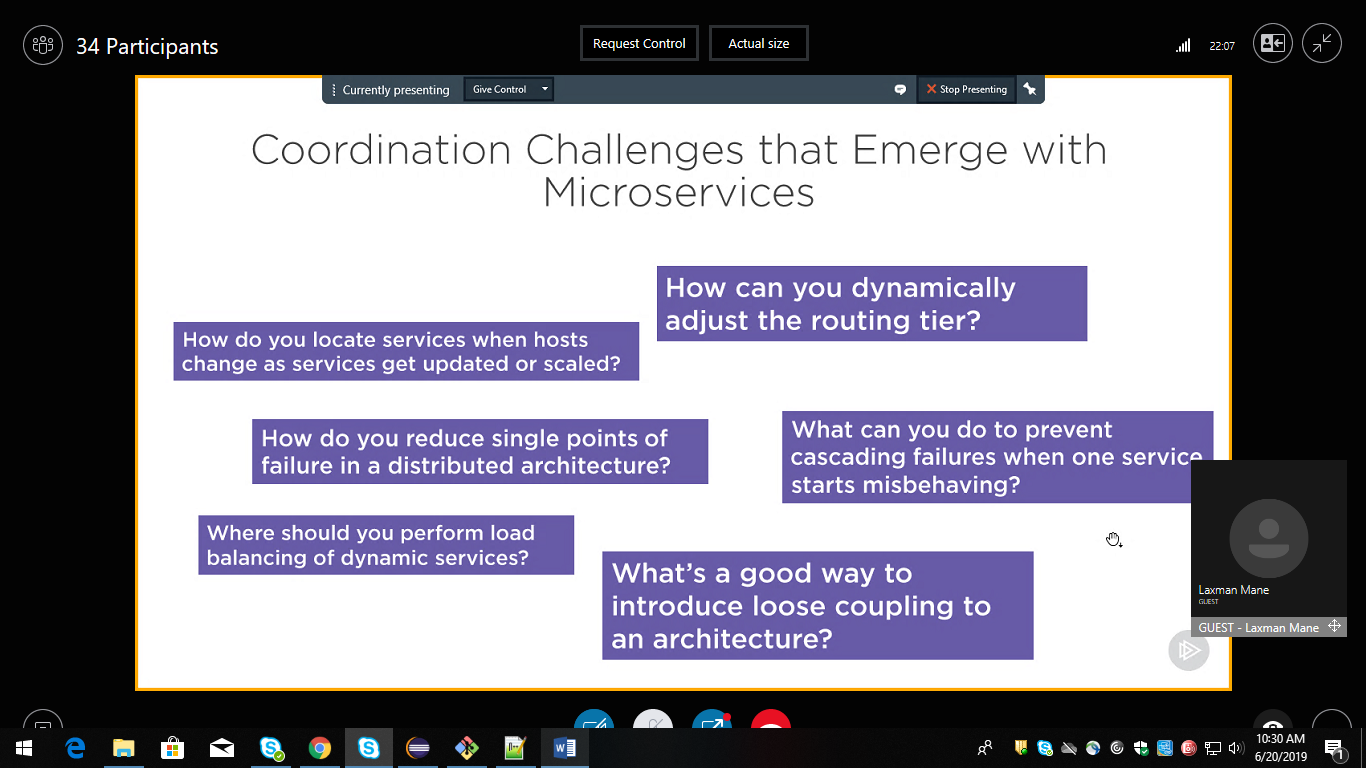 34 Participants
Request Control
Actual size
22:07
Currently presenting
Give Control
Stop Presenting
Coordination Challenges that Emerge with
Microservices
How can you dynamically
adjust the routing tier?
How do you locate services when hosts
change as services get updated or scaled?
How do you reduce single points of
failure in a distributed architecture?
What can you do to prevent
cascading failures when one service
starts misbehaving?
Where should you perform load
balancing of dynamic services?
What's a good way to
introduce loose coupling to
an architecture?
Laxman Mane
GUEST
GUEST - Laxman Mane
10:30 AM
6/20/2019
1